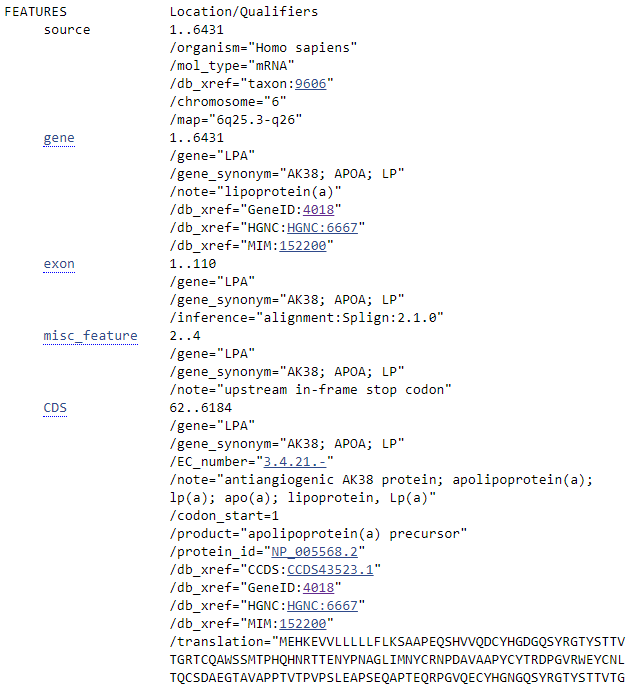 FEATURES Location/Qualifiers
source 1..6431
/organism="Homo sapiens"
/mol_type="mRNA"
/db_xref="taxon:9606"
/chromosome="6"
/map="6q25.3-q26"
gene 1..6431
/gene="LPA"
/gene_synonym="AK38; APOA; LP"
/note="lipoprotein(a)"
/db_xref="GeneID:4018"
/db_xref="HGNC:HGNC:6667"
/db_xref="MIM:152200"
exon 1..110
/gene="LPA"
/gene_synonym="AK38; APOA; LP"
/inference="alignment:Splign:2.1.0"
misc_feature 2..4
/gene="LPA"
/gene_synonym="AK38; APOA; LP"
/note="upstream in-frame stop codon"
CDS 62..6184
/gene="LPA"
/gene_synonym="AK38; APOA; LP"
/EC_number="3.4.21.-"
/note="antiangiogenic AK38 protein; apolipoprotein(a);
lp(a); apo(a); lipoprotein, Lp(a)"
/codon_start=1
/product="apolipoprotein(a) precursor"
/protein_id="NP_005568.2"
/db_xref="CCDS:CCDS43523.1"
/db_xref="GeneID:4018"
/db_xref="HGNC:HGNC:6667"
/db_xref="MIM:152200"
/translation="MEHKEVVLLLLLFLKSAAPEQSHVVQDCYHGDGQSYRGTYSTTV
TGRTCQAWSSMTPHQHNRTTENYPNAGLIMNYCRNPDAVAAPYCYTRDPGVRWEYCNL
TQCSDAEGTAVAPPTVTPVPSLEAPSEQAPTEQRPGVQECYHGNGQSYRGTYSTTVTG